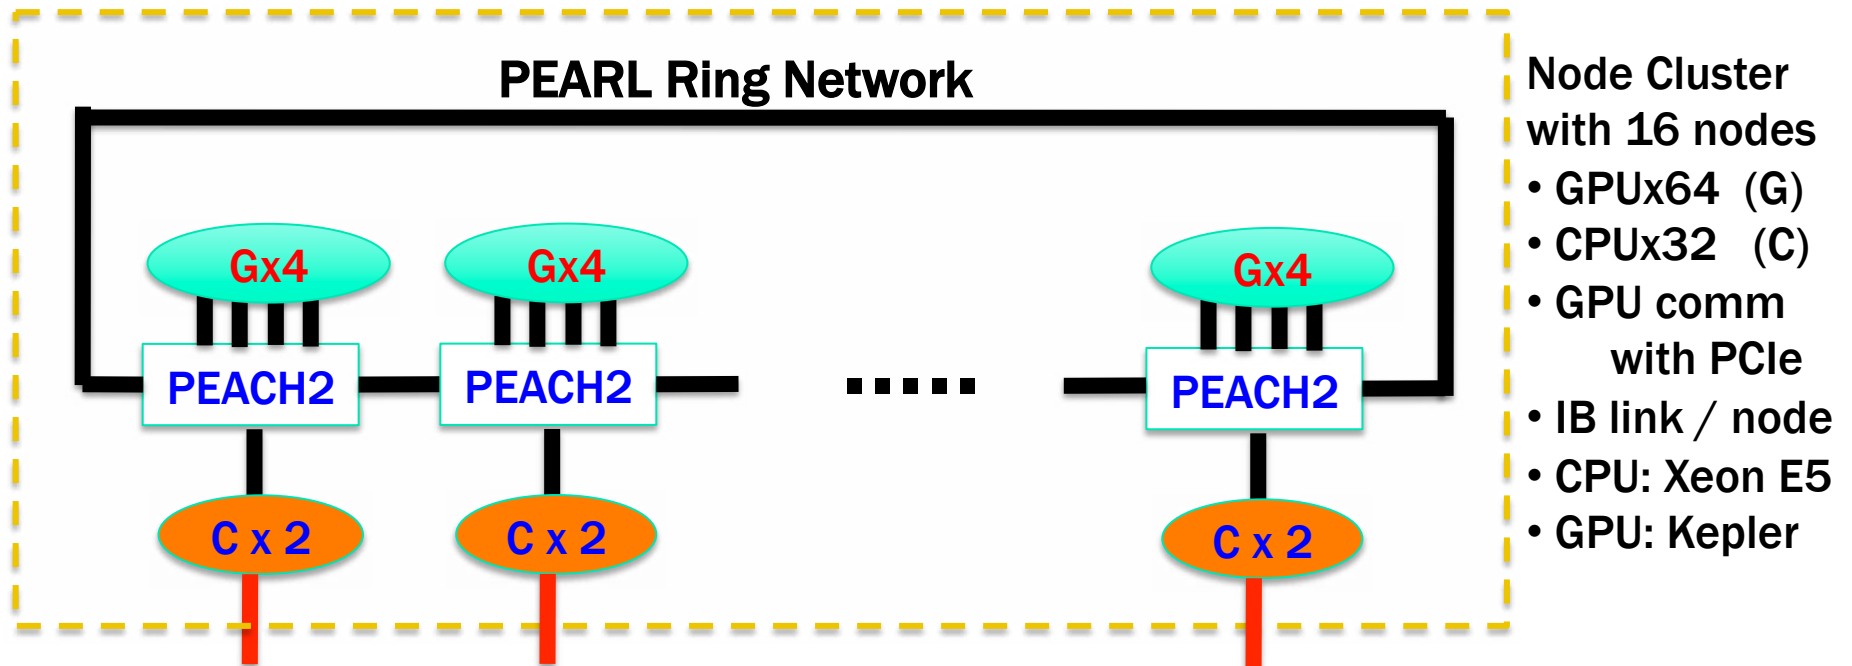 PEARL Ring Network
Gx4
Gx4
Gx4
PEACH2
PEACH2
PEACH2
C x 2
C x 2
C x 2
Node Cluster
with 16 nodes
• GPUx64 (G)
• CPUx32 (C)
• GPU comm
with PCIe
• IB link / node
• CPU: Xeon E5
• GPU: Kepler